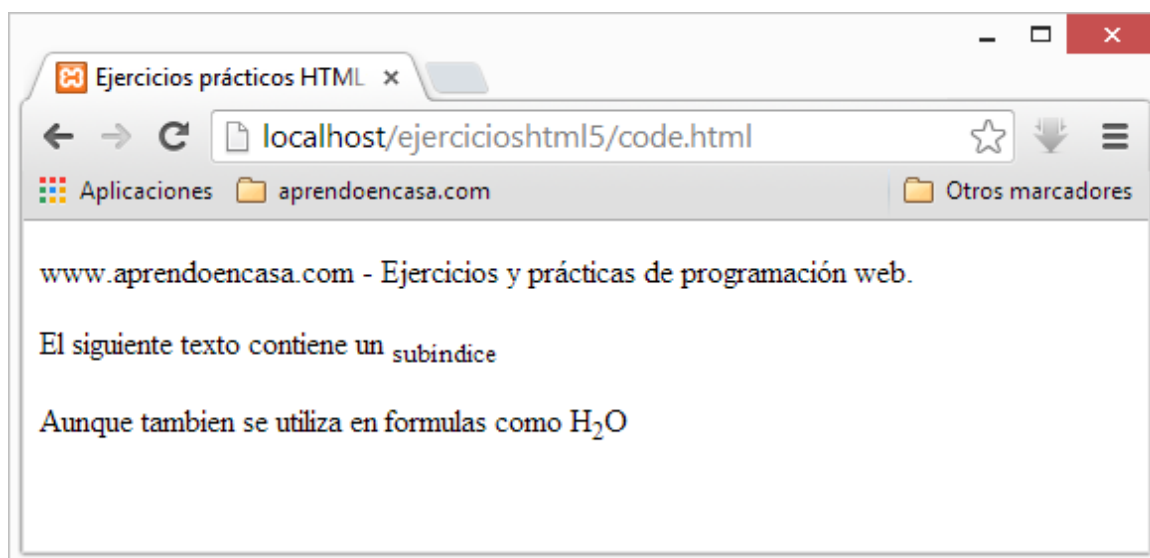 Ejercicios prácticos HTML
localhost/ejercicioshtml5/code.html
Aplicaciones aprendoencasa.com Otros marcadores
www.aprendoencasa.com - Ejercicios y prácticas de programación web.
El siguiente texto contiene un subindice
Aunque tambien se utiliza en formulas como H₂O